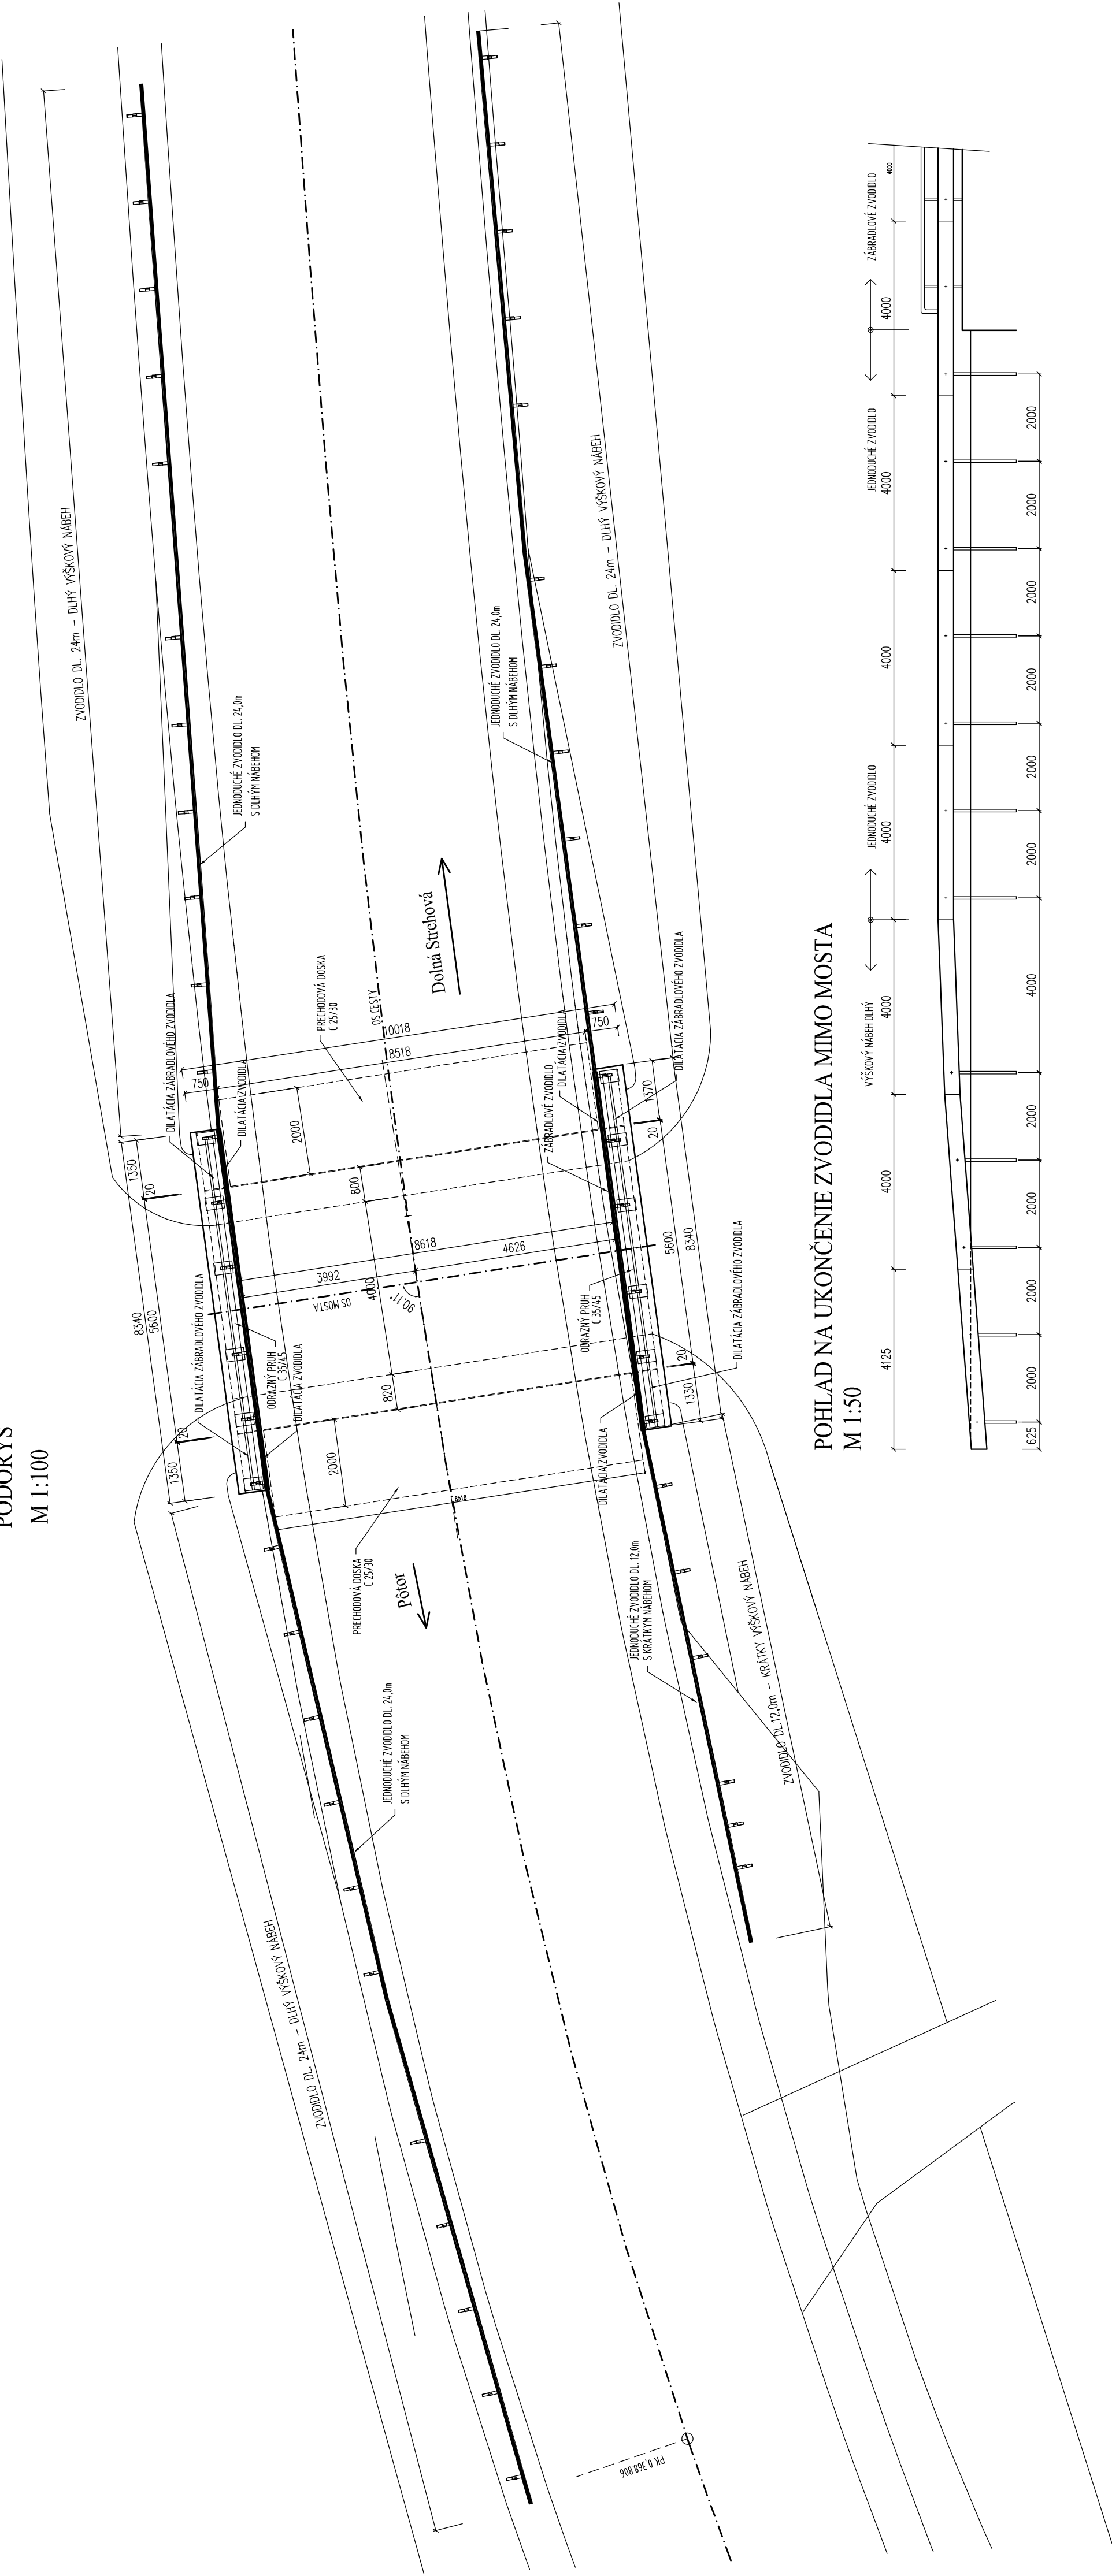 PÔDORYS
M 1:100
ZVODIDLO DL. 24m – DLHÝ VÝŠKOVÝ NÁBEH
ZVODIDLO DL. 24m – DLHÝ VÝŠKOVÝ NÁBEH
JEDNODUCHÉ ZVODIDLO DL. 24,0m
S DLHÝM NÁBEHOM
JEDNODUCHÉ ZVODIDLO DL. 24,0m
S DLHÝM NÁBEHOM
8340
5600
1350
20
20
1350
DILATÁCIA ZÁBRADLOVÉHO ZVODIDLA
DILATÁCIA ZÁBRADLOVÉHO ZVODIDLA
DILATÁCIA ZVODIDLA
DILATÁCIA ZVODIDLA
ODRAZNÝ PRUH
C 35/45
PRECHODOVÁ DOSKA
C 25/30
PRECHODOVÁ DOSKA
C 25/30
750
8518
10018
750
2000
800
4000
820
2000
8618
3992
4626
8518
OS CESTY
OS MOSTA
90,11°
Pôtor
Dolná Strehová
ZÁBRADLOVÉ ZVODIDLO
DILATÁCIA ZVODIDLA
DILATÁCIA ZVODIDLA
DILATÁCIA ZÁBRADLOVÉHO ZVODIDLA
DILATÁCIA ZÁBRADLOVÉHO ZVODIDLA
ODRAZNÝ PRUH
C 35/45
1370
20
5600
8340
20
1330
JEDNODUCHÉ ZVODIDLO DL. 12,0m
S KRÁTKYM NÁBEHOM
JEDNODUCHÉ ZVODIDLO DL. 24,0m
S DLHÝM NÁBEHOM
ZVODIDLO DL.12,0m – KRÁTKY VÝŠKOVÝ NÁBEH
ZVODIDLO DL. 24m – DLHÝ VÝŠKOVÝ NÁBEH
PK 0,368.806
POHLAD NA UKONČENIE ZVODIDLA MIMO MOSTA
M 1:50
VÝŠKOVÝ NÁBEH DLHÝ
JEDNODUCHÉ ZVODIDLO
JEDNODUCHÉ ZVODIDLO
ZÁBRADLOVÉ ZVODIDLO
4125
4000
4000
4000
4000
4000
4000
4000
625
2000
2000
2000
2000
4000
2000
2000
2000
2000
2000
2000